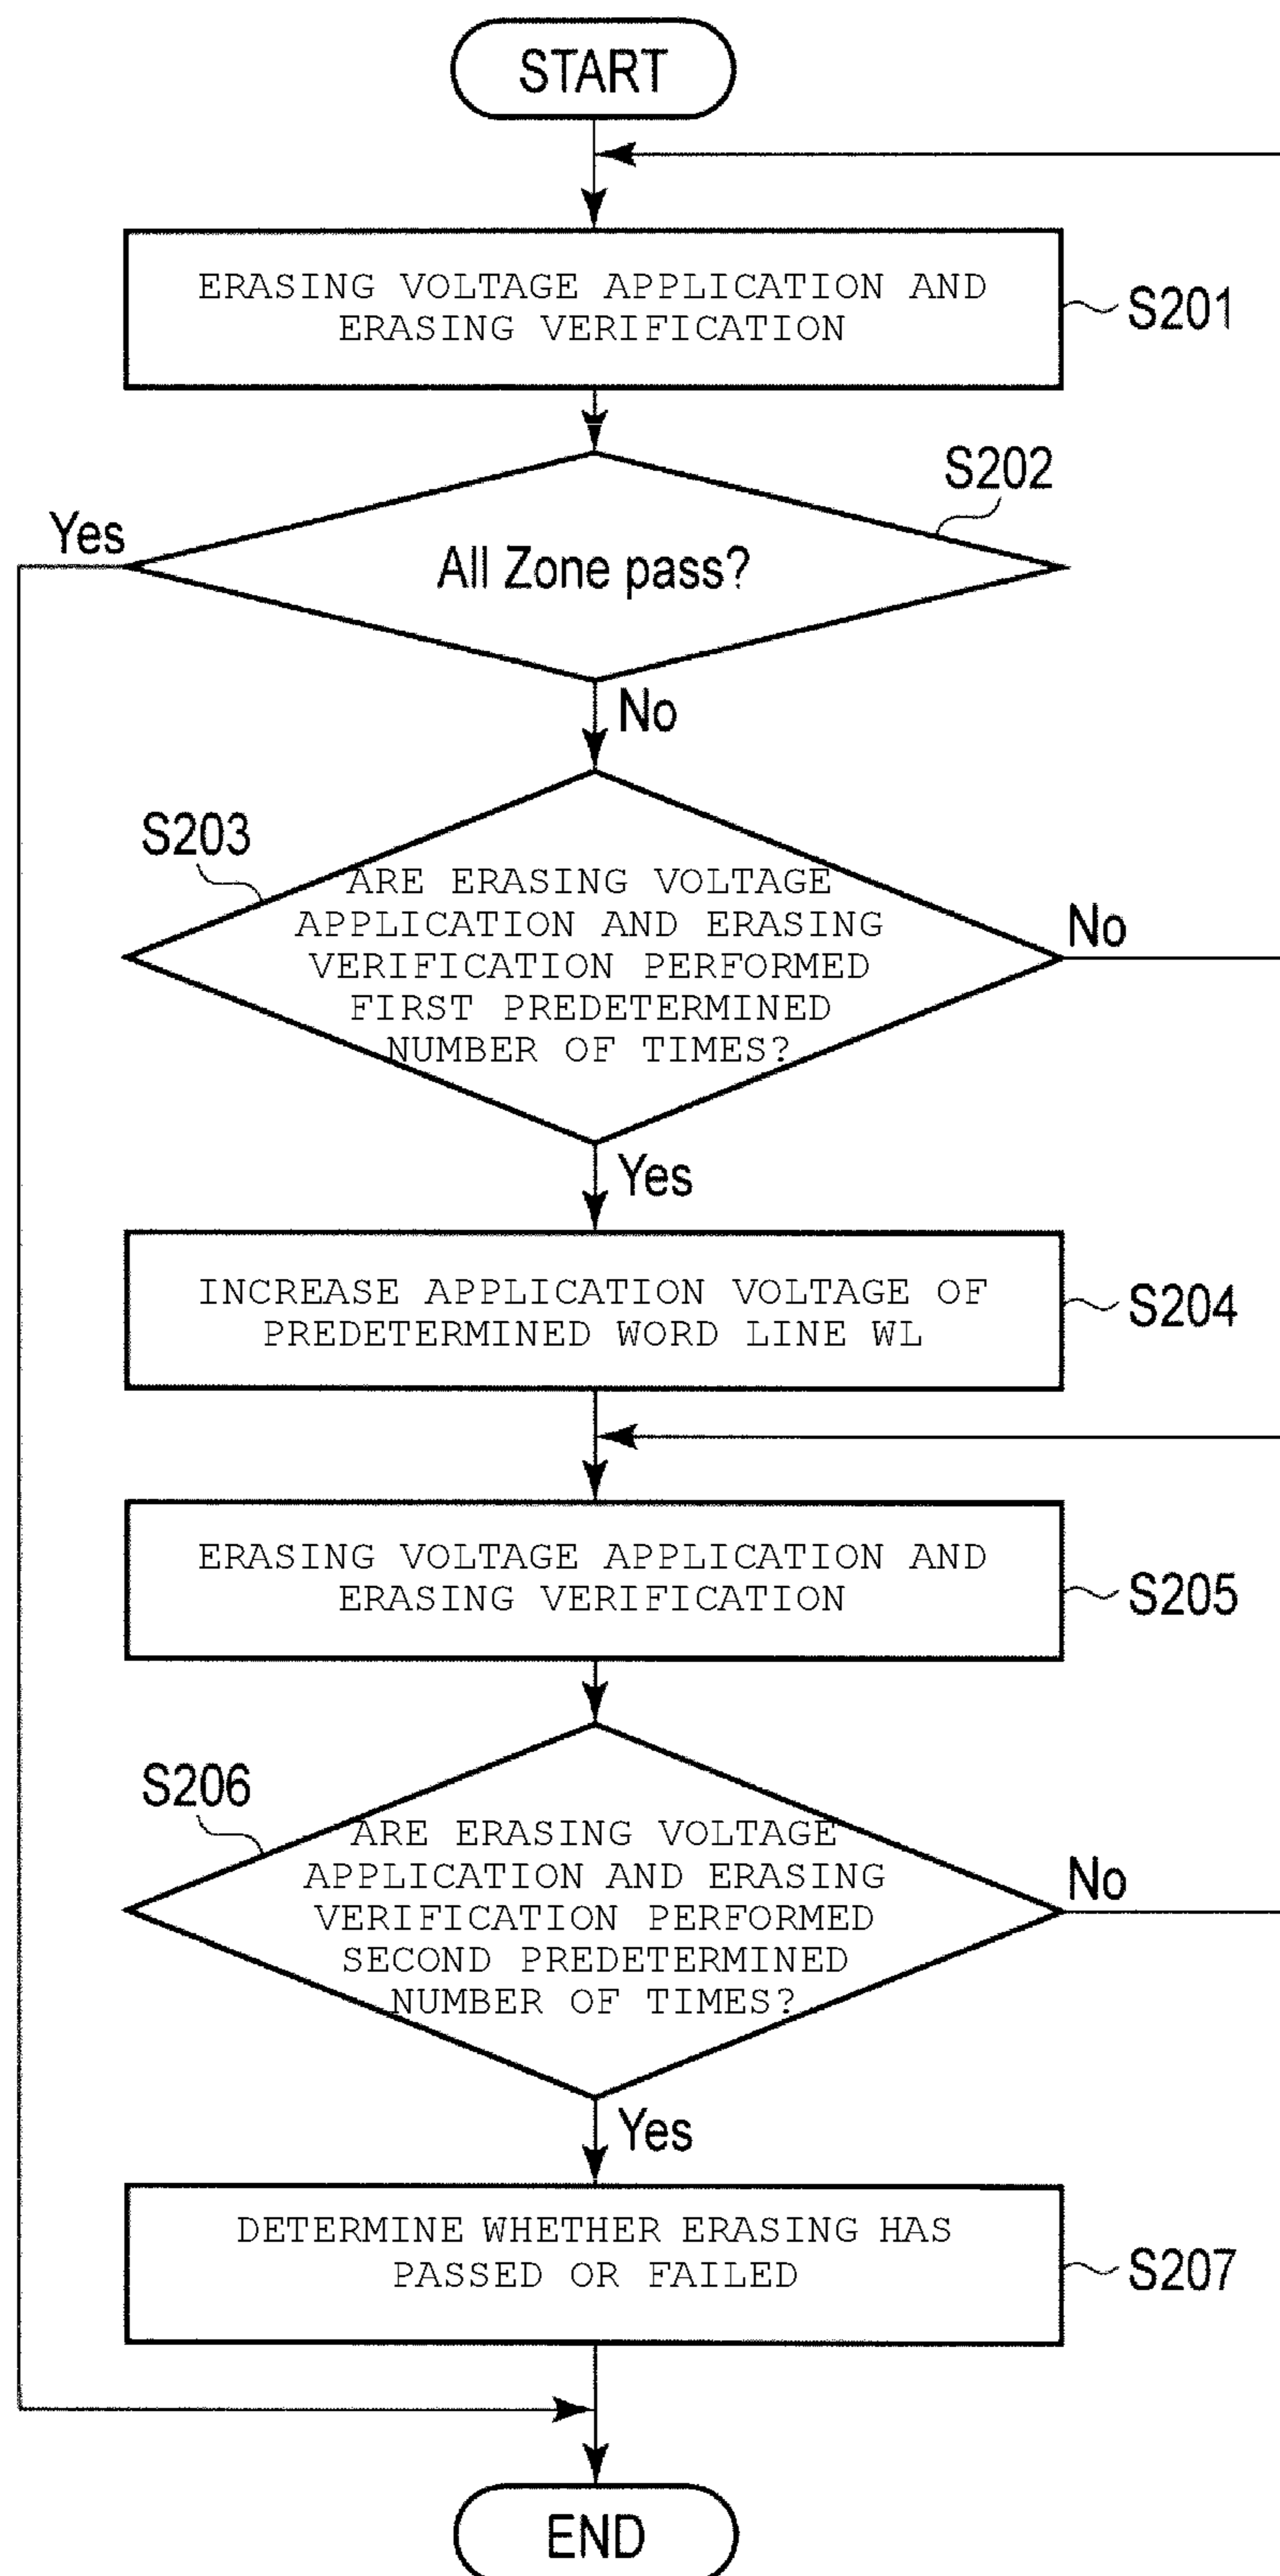 START
ERASING VOLTAGE APPLICATION AND
ERASING VERIFICATION
S201
S202
Yes
All Zone pass?
No
S203
ARE ERASING VOLTAGE
APPLICATION AND ERASING
VERIFICATION PERFORMED
FIRST PREDETERMINED
NUMBER OF TIMES?
No
Yes
INCREASE APPLICATION VOLTAGE OF
PREDETERMINED WORD LINE WL
S204
ERASING VOLTAGE APPLICATION AND
ERASING VERIFICATION
S205
S206
ARE ERASING VOLTAGE
APPLICATION AND ERASING
VERIFICATION PERFORMED
SECOND PREDETERMINED
NUMBER OF TIMES?
No
Yes
DETERMINE WHETHER ERASING HAS
PASSED OR FAILED
S207
END